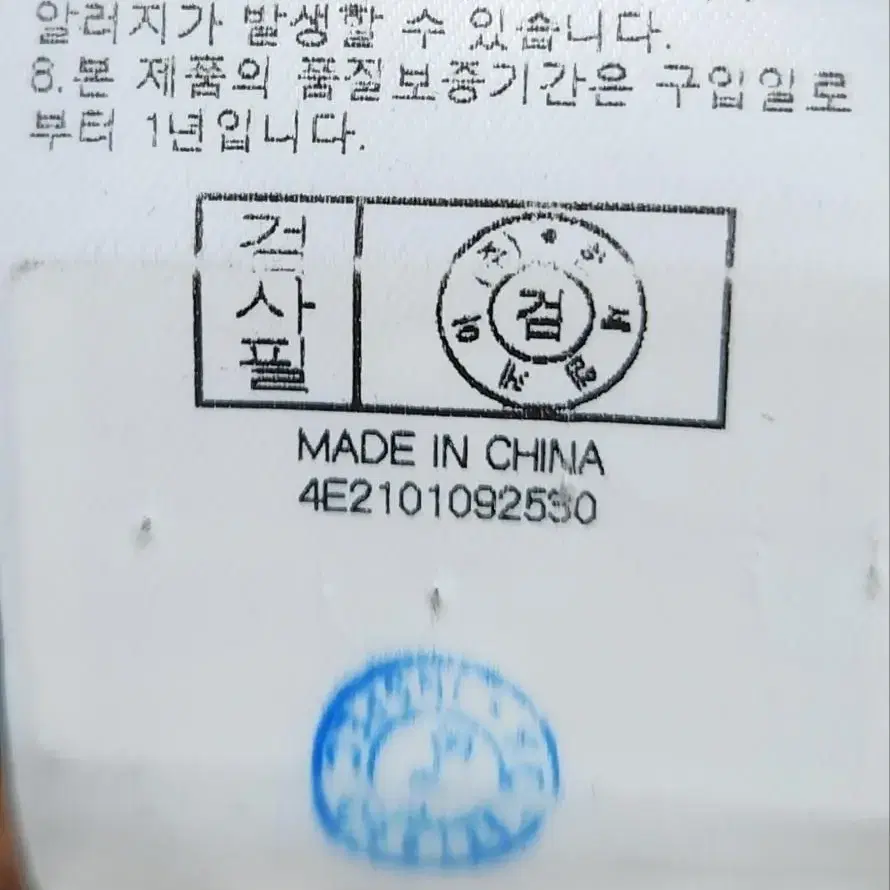 알러지가 발생할 수 있습니다.
8.본 제품의 품질보증기간은 구입일로
부터 1년입니다.
검
사
필
검
MADE IN CHINA
4E2101092530